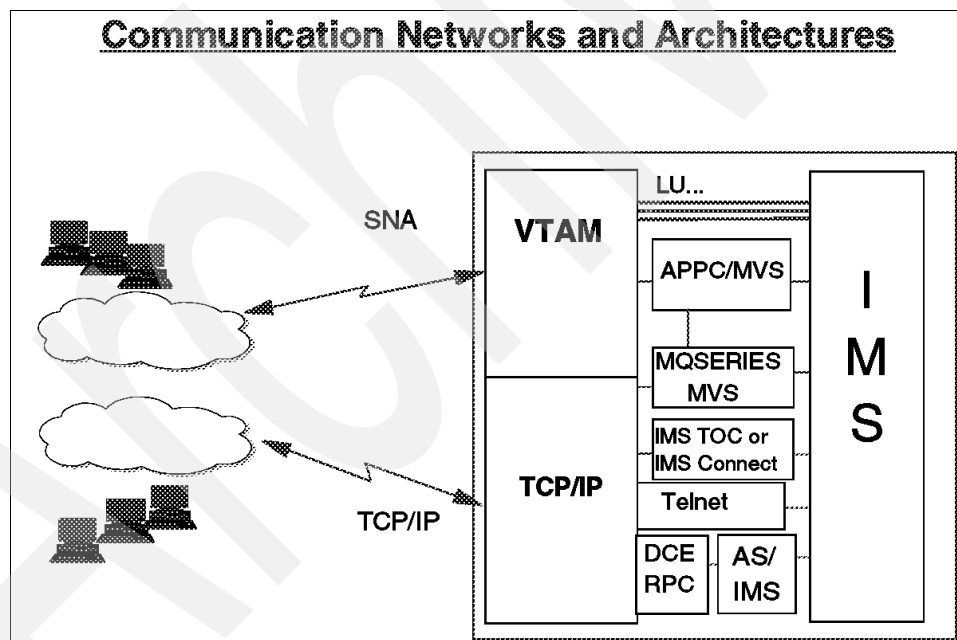 Communication Networks and Architectures
SNA
TCP/IP
VTAM
TCP/IP
LU...
APPC/MVS
MQSERIES
MVS
IMS TOC or
IMS Connect
Telnet
DCE
RPC
AS/
IMS
I
M
S